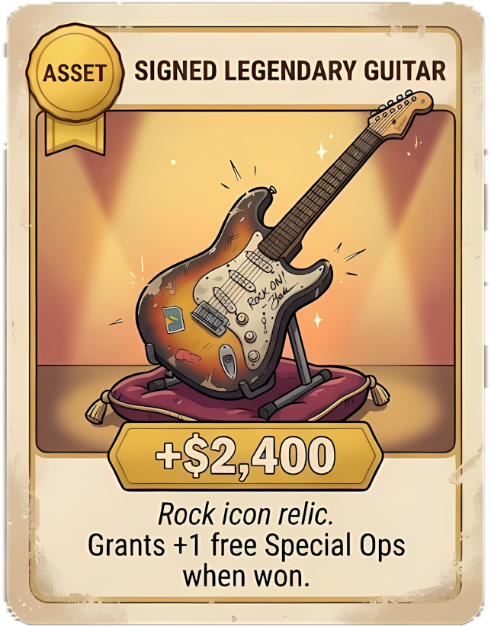 ASSET
SIGNED LEGENDARY GUITAR
ROCK ON!
+$2,400
Rock icon relic.
Grants +1 free Special Ops
when won.